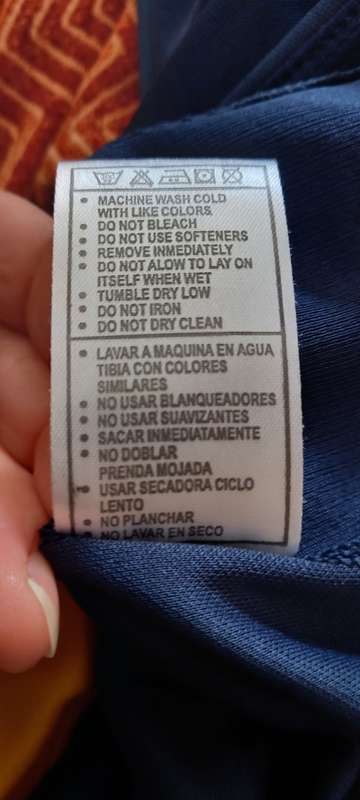 • MACHINE WASH COLD
WITH LIKE COLORS
• DO NOT BLEACH
• DO NOT USE SOFTENERS
• REMOVE INMEDIATELY
• DO NOT ALOW TO LAY ON
ITSELF WHEN WET
• TUMBLE DRY LOW
• DO NOT IRON
• DO NOT DRY CLEAN
• LAVAR A MAQUINA EN AGUA
TIBIA CON COLORES
SIMILARES
• NO USAR BLANQUEADORES
• NO USAR SUAVIZANTES
• SACAR INMEDIATAMENTE
• NO DOBLAR
PRENDA MOJADA
• USAR SECADORA CICLO
LENTO
• NO PLANCHAR
• NO LAVAR EN SECO